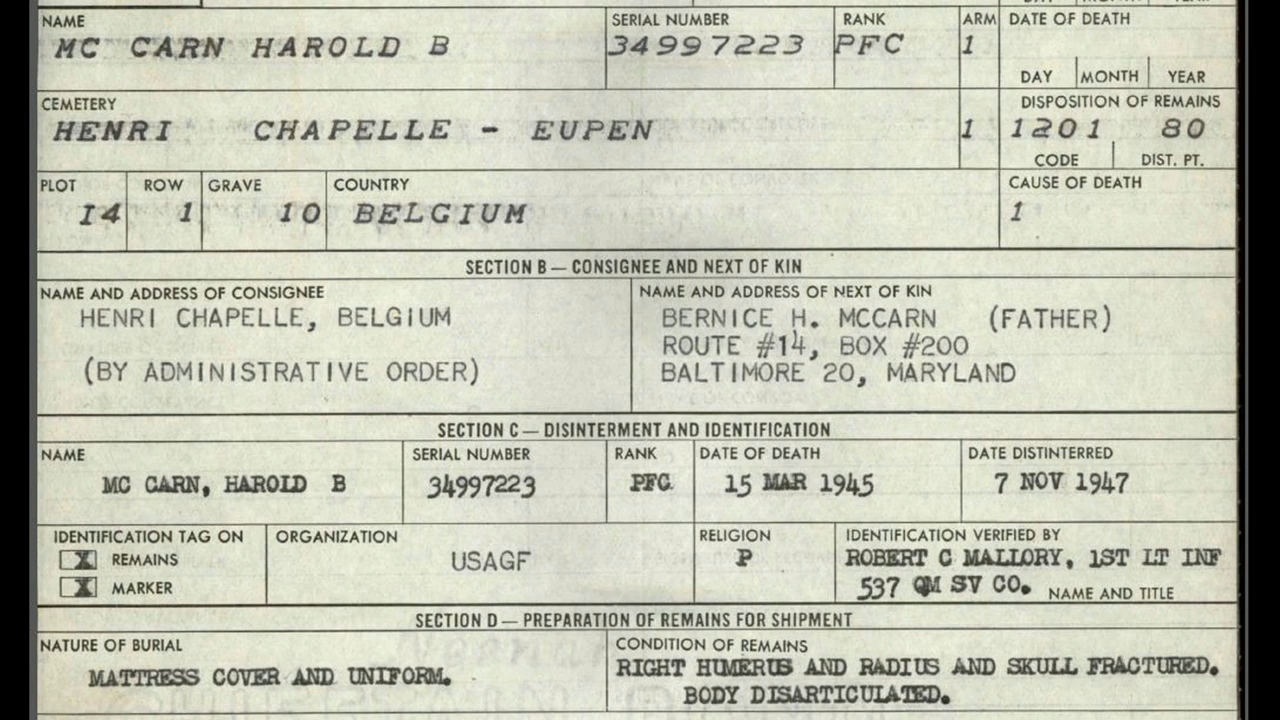 NAME SERIAL NUMBER RANK ARM DATE OF DEATH
MC CARN HAROLD B 34997223 PFC 1
DAY MONTH YEAR
CEMETERY DISPOSITION OF REMAINS
HENRI CHAPELLE - EUPEN 1 1201 80
CODE DIST. PT.
PLOT ROW GRAVE COUNTRY CAUSE OF DEATH
I4 1 10 BELGIUM 1
SECTION B — CONSIGNEE AND NEXT OF KIN
NAME AND ADDRESS OF CONSIGNEE NAME AND ADDRESS OF NEXT OF KIN
HENRI CHAPELLE, BELGIUM BERNICE H. MCCARN (FATHER)
ROUTE #14, BOX #200
(BY ADMINISTRATIVE ORDER) BALTIMORE 20, MARYLAND
SECTION C — DISINTERMENT AND IDENTIFICATION
NAME SERIAL NUMBER RANK DATE OF DEATH DATE DISTINTERRED
MC CARN, HAROLD B 34997223 PFC 15 MAR 1945 7 NOV 1947
IDENTIFICATION TAG ON ORGANIZATION RELIGION IDENTIFICATION VERIFIED BY
X REMAINS USAGF P ROBERT C MALLORY, 1ST LT INF
X MARKER 537 QM SV CO. NAME AND TITLE
SECTION D — PREPARATION OF REMAINS FOR SHIPMENT
NATURE OF BURIAL CONDITION OF REMAINS
MATTRESS COVER AND UNIFORM. RIGHT HUMERUS AND RADIUS AND SKULL FRACTURED.
BODY DISARTICULATED.